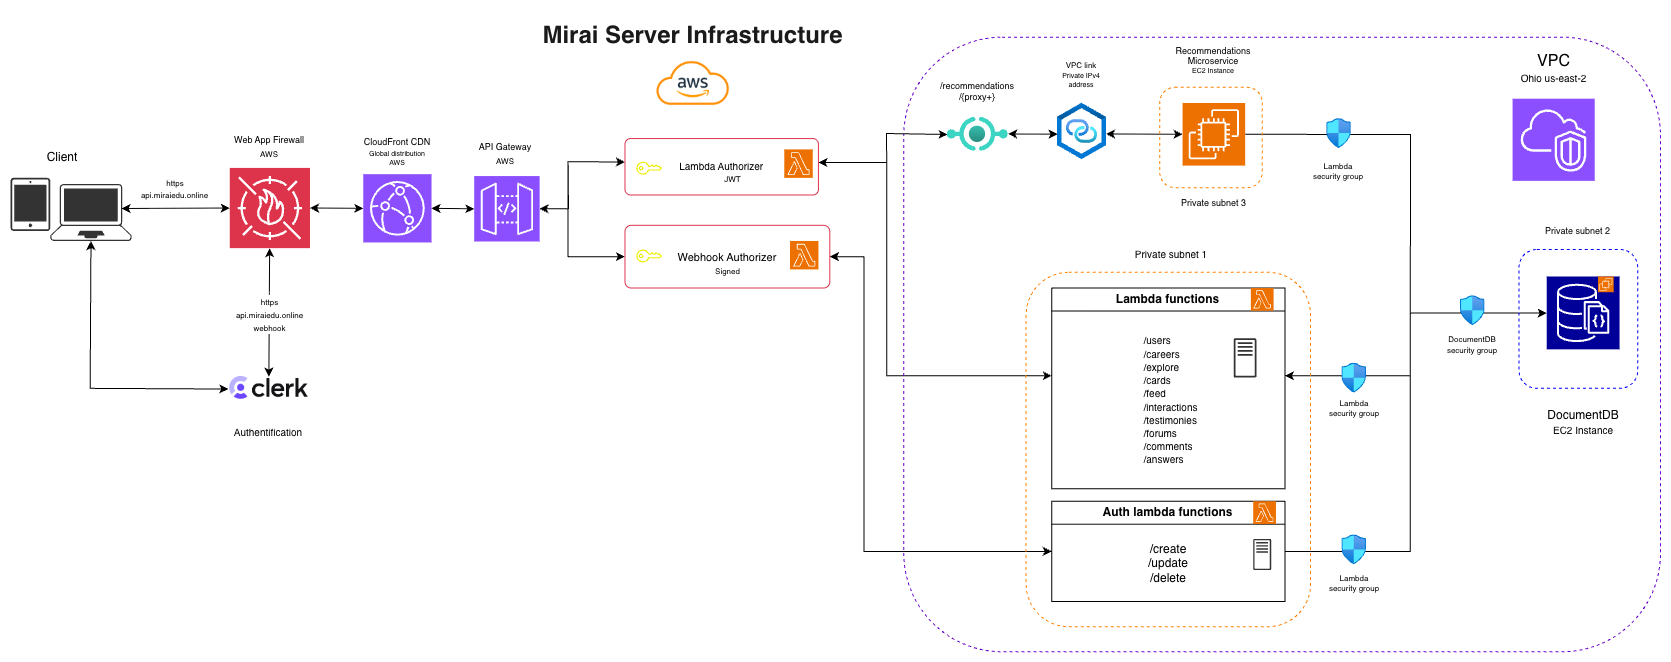 Mirai Server Infrastructure
aws
Client
https
api.miraiedu.online
Web App Firewall
AWS
https
api.miraiedu.online
webhook
clerk
Authentification
CloudFront CDN
Global distribution
AWS
API Gateway
AWS
Lambda Authorizer
JWT
Webhook Authorizer
Signed
/recommendations
/{proxy+}
VPC link
Private IPv4
address
Recommendations
Microservice
EC2 Instance
Private subnet 3
Lambda
security group
VPC
Ohio us-east-2
Private subnet 1
Lambda functions
/users
/careers
/explore
/cards
/feed
/interactions
/testimonies
/forums
/comments
/answers
Lambda
security group
Auth lambda functions
/create
/update
/delete
Lambda
security group
DocumentDB
security group
Private subnet 2
DocumentDB
EC2 Instance